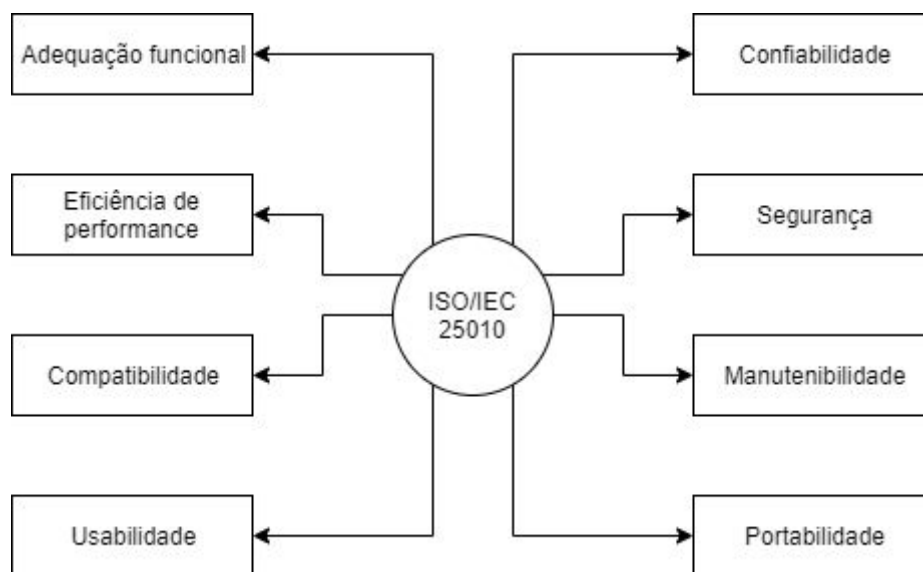 Adequação funcional
Confiabilidade
Eficiência de
performance
Segurança
ISO/IEC
25010
Compatibilidade
Manutenibilidade
Usabilidade
Portabilidade